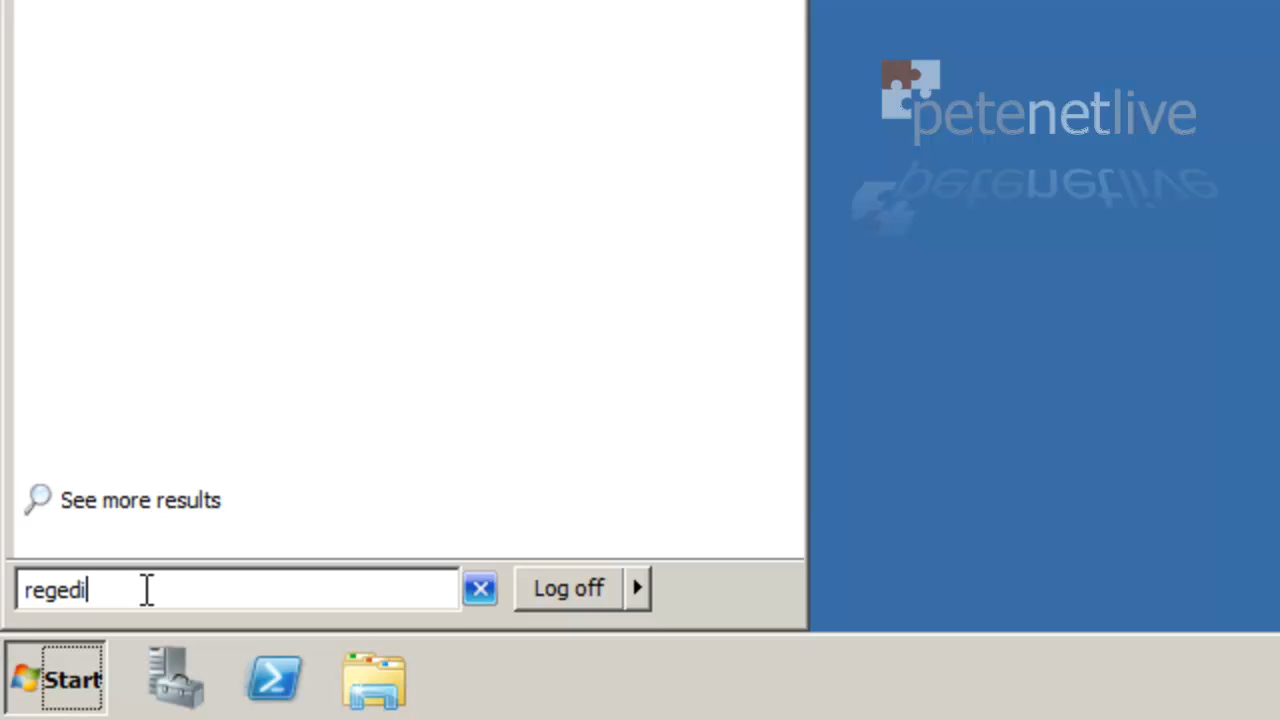 petenetlive
See more results
regedi
Log off
Start